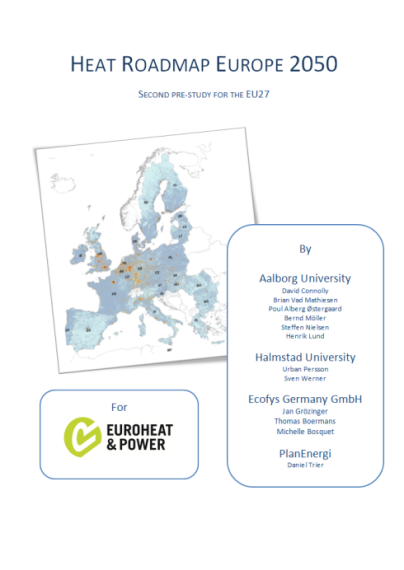 HEAT ROADMAP EUROPE 2050
SECOND PRE-STUDY FOR THE EU27
By
Aalborg University
David Connolly
Brian Vad Mathiesen
Poul Alberg Østergaard
Bernd Möller
Steffen Nielsen
Henrik Lund
Halmstad University
Urban Persson
Sven Werner
Ecofys Germany GmbH
Jan Grözinger
Thomas Boermans
Michelle Bosquet
PlanEnergi
Daniel Trier
For
EUROHEAT
& POWER